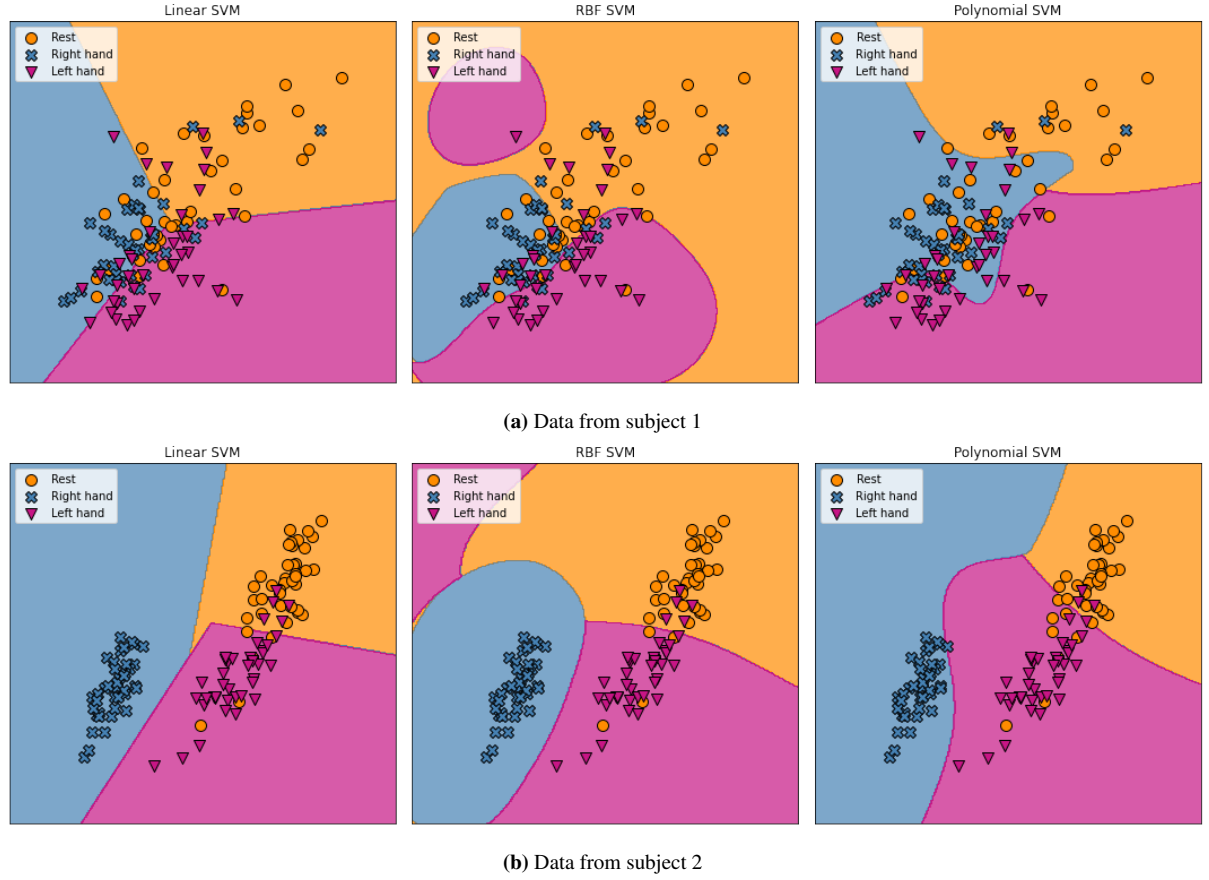 Linear SVM
RBF SVM
Polynomial SVM
Rest
Right hand
Left hand
Rest
Right hand
Left hand
Rest
Right hand
Left hand
(a) Data from subject 1
Linear SVM
RBF SVM
Polynomial SVM
Rest
Right hand
Left hand
Rest
Right hand
Left hand
Rest
Right hand
Left hand
(b) Data from subject 2